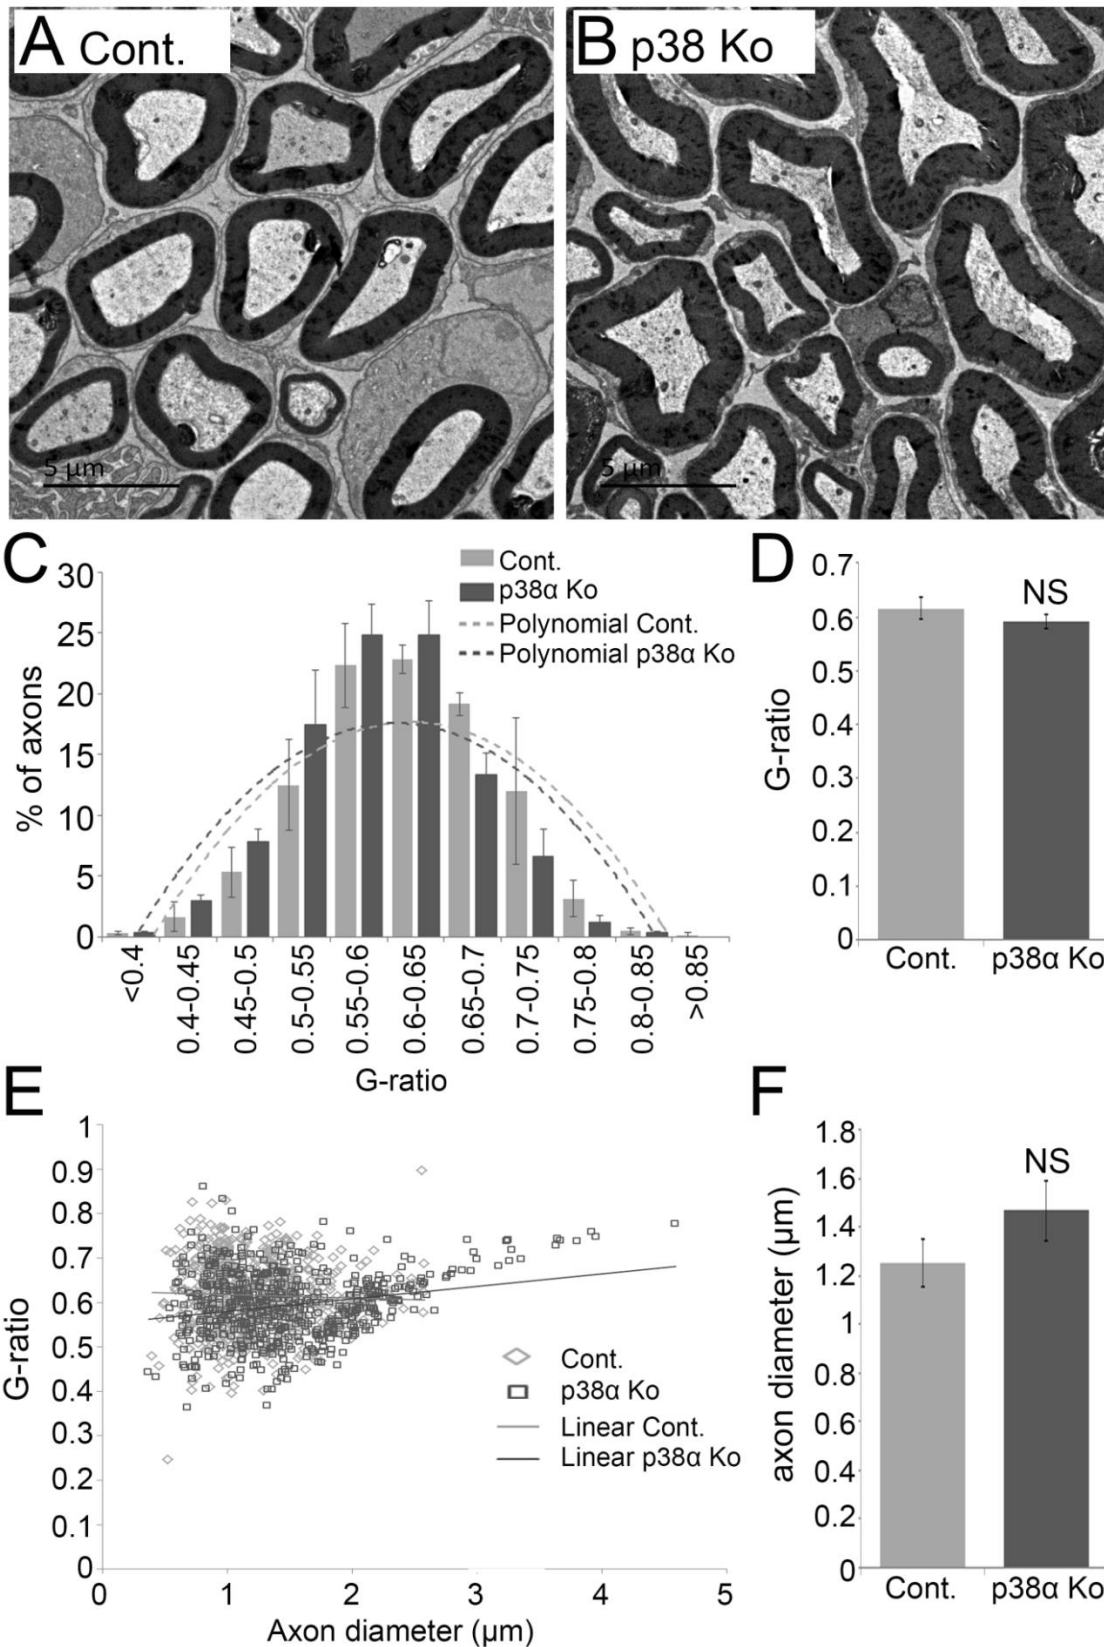 A Cont.
B p38 Ko
5 µm
5 µm
C
Cont.
p38α Ko
Polynomial Cont.
Polynomial p38α Ko
30
25
20
15
10
5
0
% of axons
<0.4
0.4-0.45
0.45-0.5
0.5-0.55
0.55-0.6
0.6-0.65
0.65-0.7
0.7-0.75
0.75-0.8
0.8-0.85
>0.85
G-ratio
D
NS
0.7
0.6
0.5
0.4
0.3
0.2
0.1
0
G-ratio
Cont.
p38α Ko
E
1
0.9
0.8
0.7
0.6
0.5
0.4
0.3
0.2
0.1
0
G-ratio
Cont.
p38α Ko
Linear Cont.
Linear p38α Ko
0 1 2 3 4 5
Axon diameter (µm)
F
NS
1.8
1.6
1.4
1.2
1
0.8
0.6
0.4
0.2
0
axon diameter (µm)
Cont.
p38α Ko